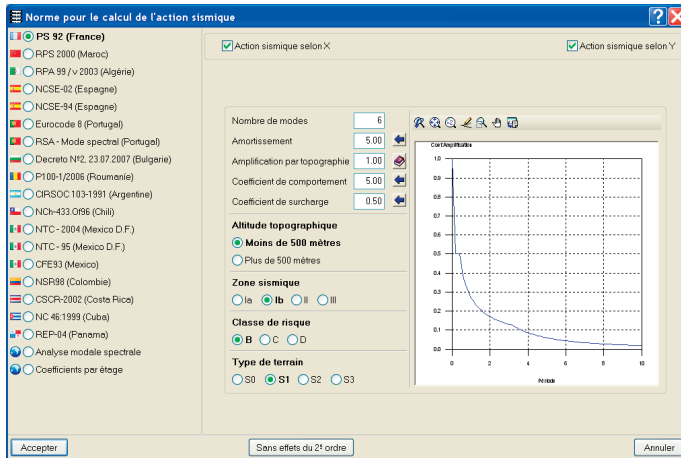 Norme pour le calcul de l'action sismique
PS 92 (France)
RPS 2000 (Maroc)
RPA 99 / v 2003 (Algérie)
NCSE-02 (Espagne)
NCSE-94 (Espagne)
Eurocode 8 (Portugal)
RSA - Mode spectral (Portugal)
Decreto Nº2, 23.07.2007 (Bulgarie)
P100-1/2006 (Roumanie)
CIRSOC 103-1991 (Argentine)
NCh-433.Of96 (Chili)
NTC - 2004 (Mexico D.F.)
NTC - 95 (Mexico D.F.)
CFE93 (Mexico)
NSR98 (Colombie)
CSCR-2002 (Costa Rica)
NC 46:1999 (Cuba)
REP-04 (Panama)
Analyse modale spectrale
Coefficients par étage
Action sismique selon X
Action sismique selon Y
Nombre de modes 6
Amortissement 5.00
Amplification par topographie 1.00
Coefficient de comportement 5.00
Coefficient de surcharge 0.50
Altitude topographique
Moins de 500 mètres
Plus de 500 mètres
Zone sismique
Ia Ib II III
Classe de risque
B C D
Type de terrain
S0 S1 S2 S3
Coef.Amplification
1.0
0.9
0.8
0.7
0.6
0.5
0.4
0.3
0.2
0.1
0.0
0 2 4 6 8 10
Période
Accepter
Sans effets du 2º ordre
Annuler